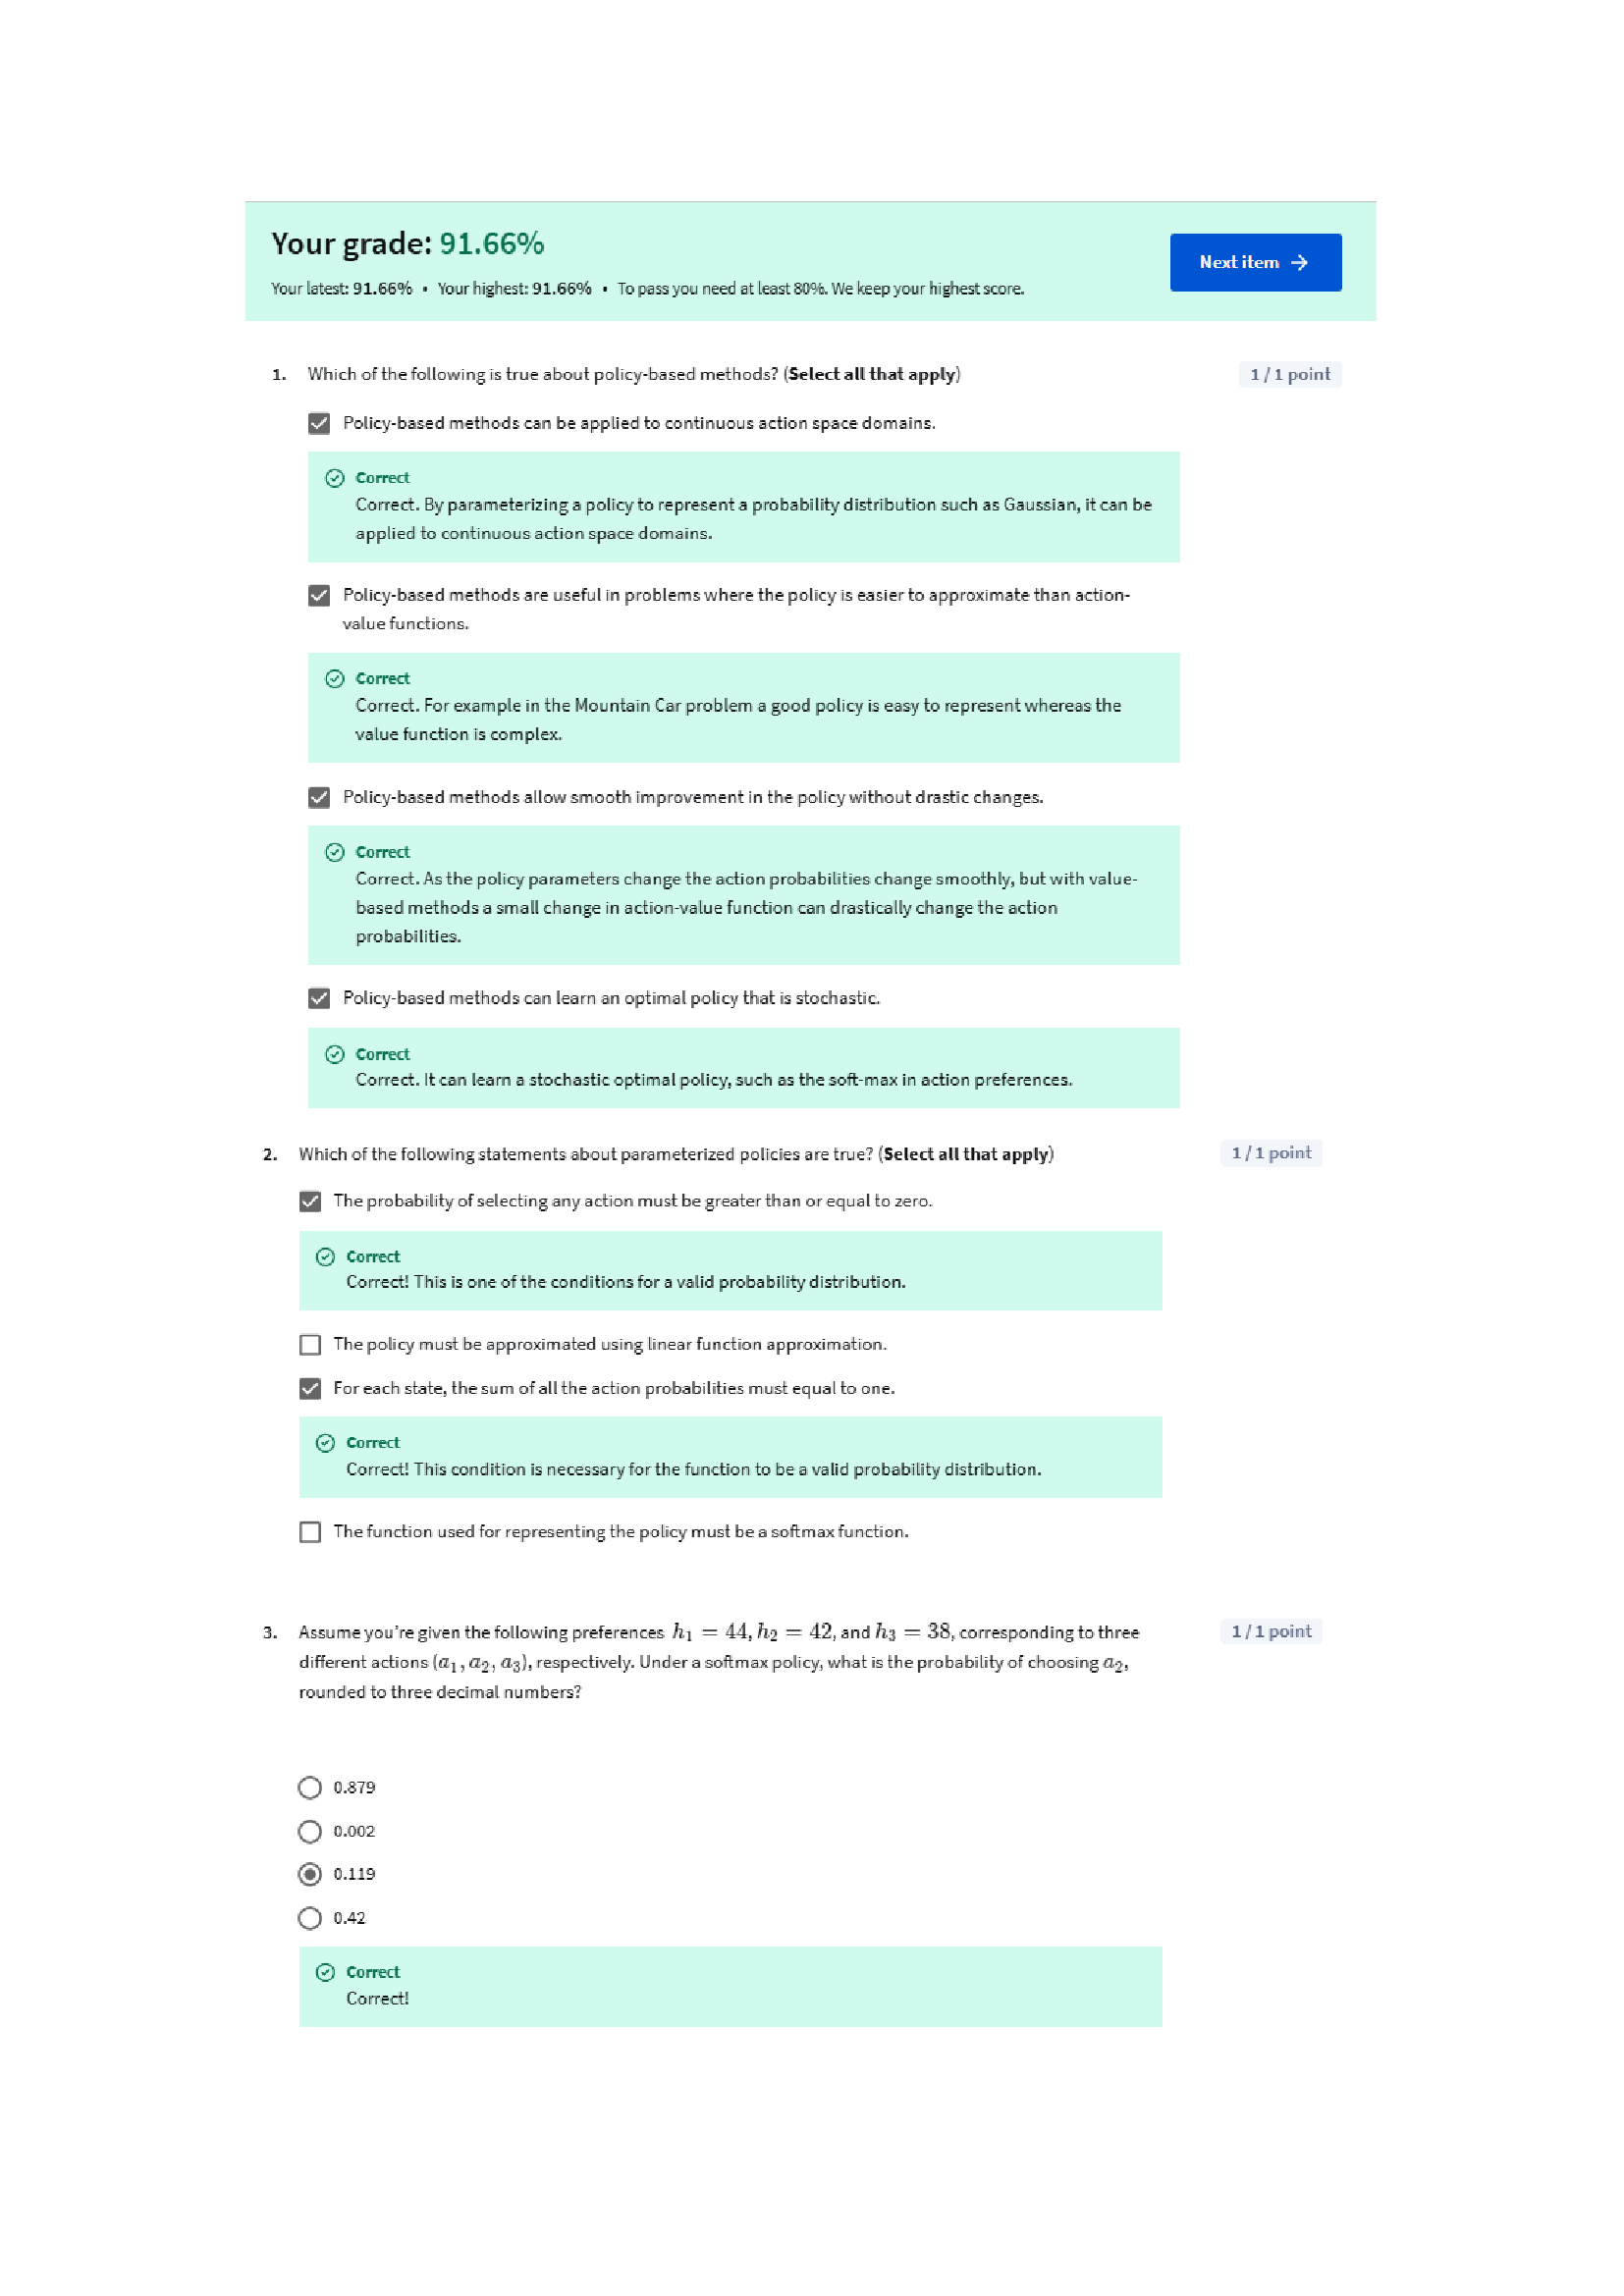 Your grade: 91.66%
Your latest: 91.66% • Your highest: 91.66% • To pass you need at least 80%. We keep your highest score.
Next item →
1. Which of the following is true about policy-based methods? (Select all that apply)
1 / 1 point
Policy-based methods can be applied to continuous action space domains.
Correct
Correct. By parameterizing a policy to represent a probability distribution such as Gaussian, it can be
applied to continuous action space domains.
Policy-based methods are useful in problems where the policy is easier to approximate than action-
value functions.
Correct
Correct. For example in the Mountain Car problem a good policy is easy to represent whereas the
value function is complex.
Policy-based methods allow smooth improvement in the policy without drastic changes.
Correct
Correct. As the policy parameters change the action probabilities change smoothly, but with value-
based methods a small change in action-value function can drastically change the action
probabilities.
Policy-based methods can learn an optimal policy that is stochastic.
Correct
Correct. It can learn a stochastic optimal policy, such as the soft-max in action preferences.
2. Which of the following statements about parameterized policies are true? (Select all that apply)
1 / 1 point
The probability of selecting any action must be greater than or equal to zero.
Correct
Correct! This is one of the conditions for a valid probability distribution.
The policy must be approximated using linear function approximation.
For each state, the sum of all the action probabilities must equal to one.
Correct
Correct! This condition is necessary for the function to be a valid probability distribution.
The function used for representing the policy must be a softmax function.
3. Assume you're given the following preferences h₁ = 44, h₂ = 42, and h₃ = 38, corresponding to three
1 / 1 point
different actions (a₁, a₂, a₃), respectively. Under a softmax policy, what is the probability of choosing a₂,
rounded to three decimal numbers?
0.879
0.002
0.119
0.42
Correct
Correct!